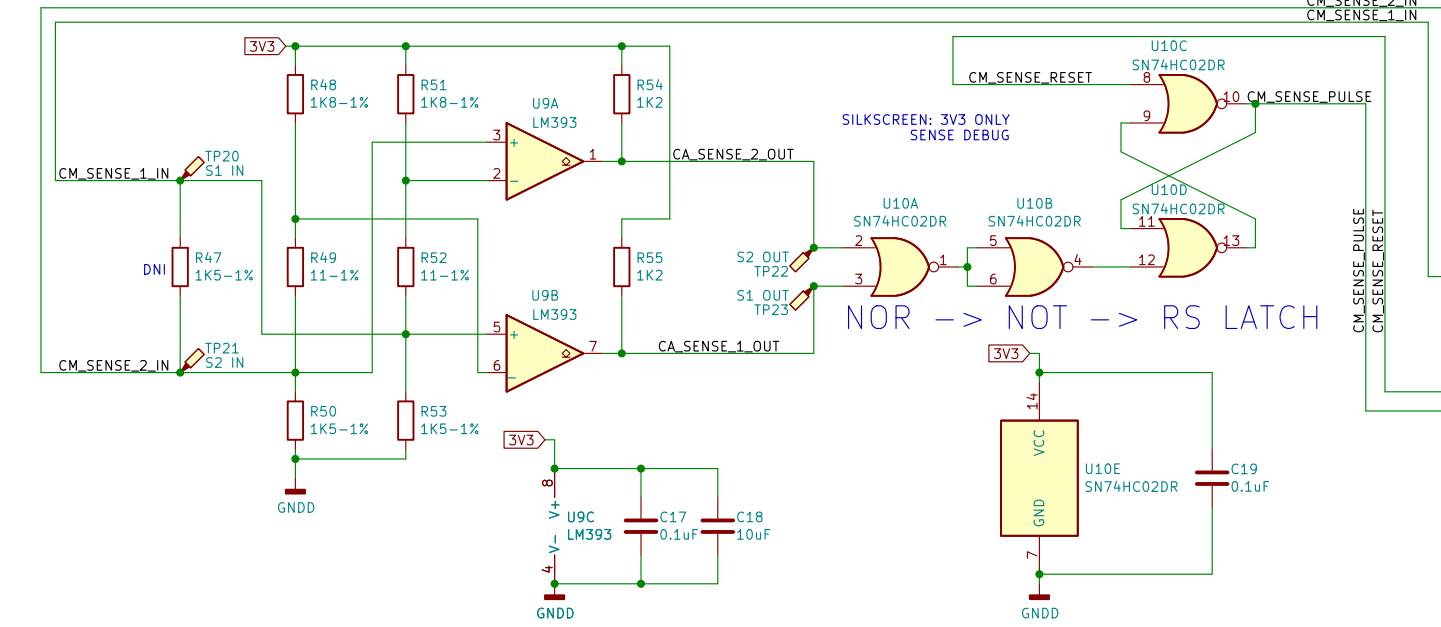 CM_SENSE_2_IN
CM_SENSE_1_IN
3V3
R48
1K8-1%
R51
1K8-1%
R54
1K2
U9A
LM393
3
+
2
-
1
CA_SENSE_2_OUT
CM_SENSE_1_IN
TP20
S1 IN
DNI
R47
1K5-1%
R49
11-1%
R52
11-1%
R55
1K2
U9B
LM393
5
+
6
-
7
CA_SENSE_1_OUT
CM_SENSE_2_IN
TP21
S2 IN
R50
1K5-1%
R53
1K5-1%
GNDD
SILKSCREEN: 3V3 ONLY
SENSE DEBUG
CM_SENSE_RESET
U10C
SN74HC02DR
8
9
10
CM_SENSE_PULSE
U10D
SN74HC02DR
11
12
13
U10A
SN74HC02DR
2
3
1
U10B
SN74HC02DR
5
6
4
S2 OUT
TP22
S1 OUT
TP23
NOR -> NOT -> RS LATCH
CM_SENSE_PULSE
CM_SENSE_RESET
3V3
8
V+
V-
4
U9C
LM393
C17
0.1uF
C18
10uF
GNDD
3V3
14
VCC
GND
7
U10E
SN74HC02DR
C19
0.1uF
GNDD